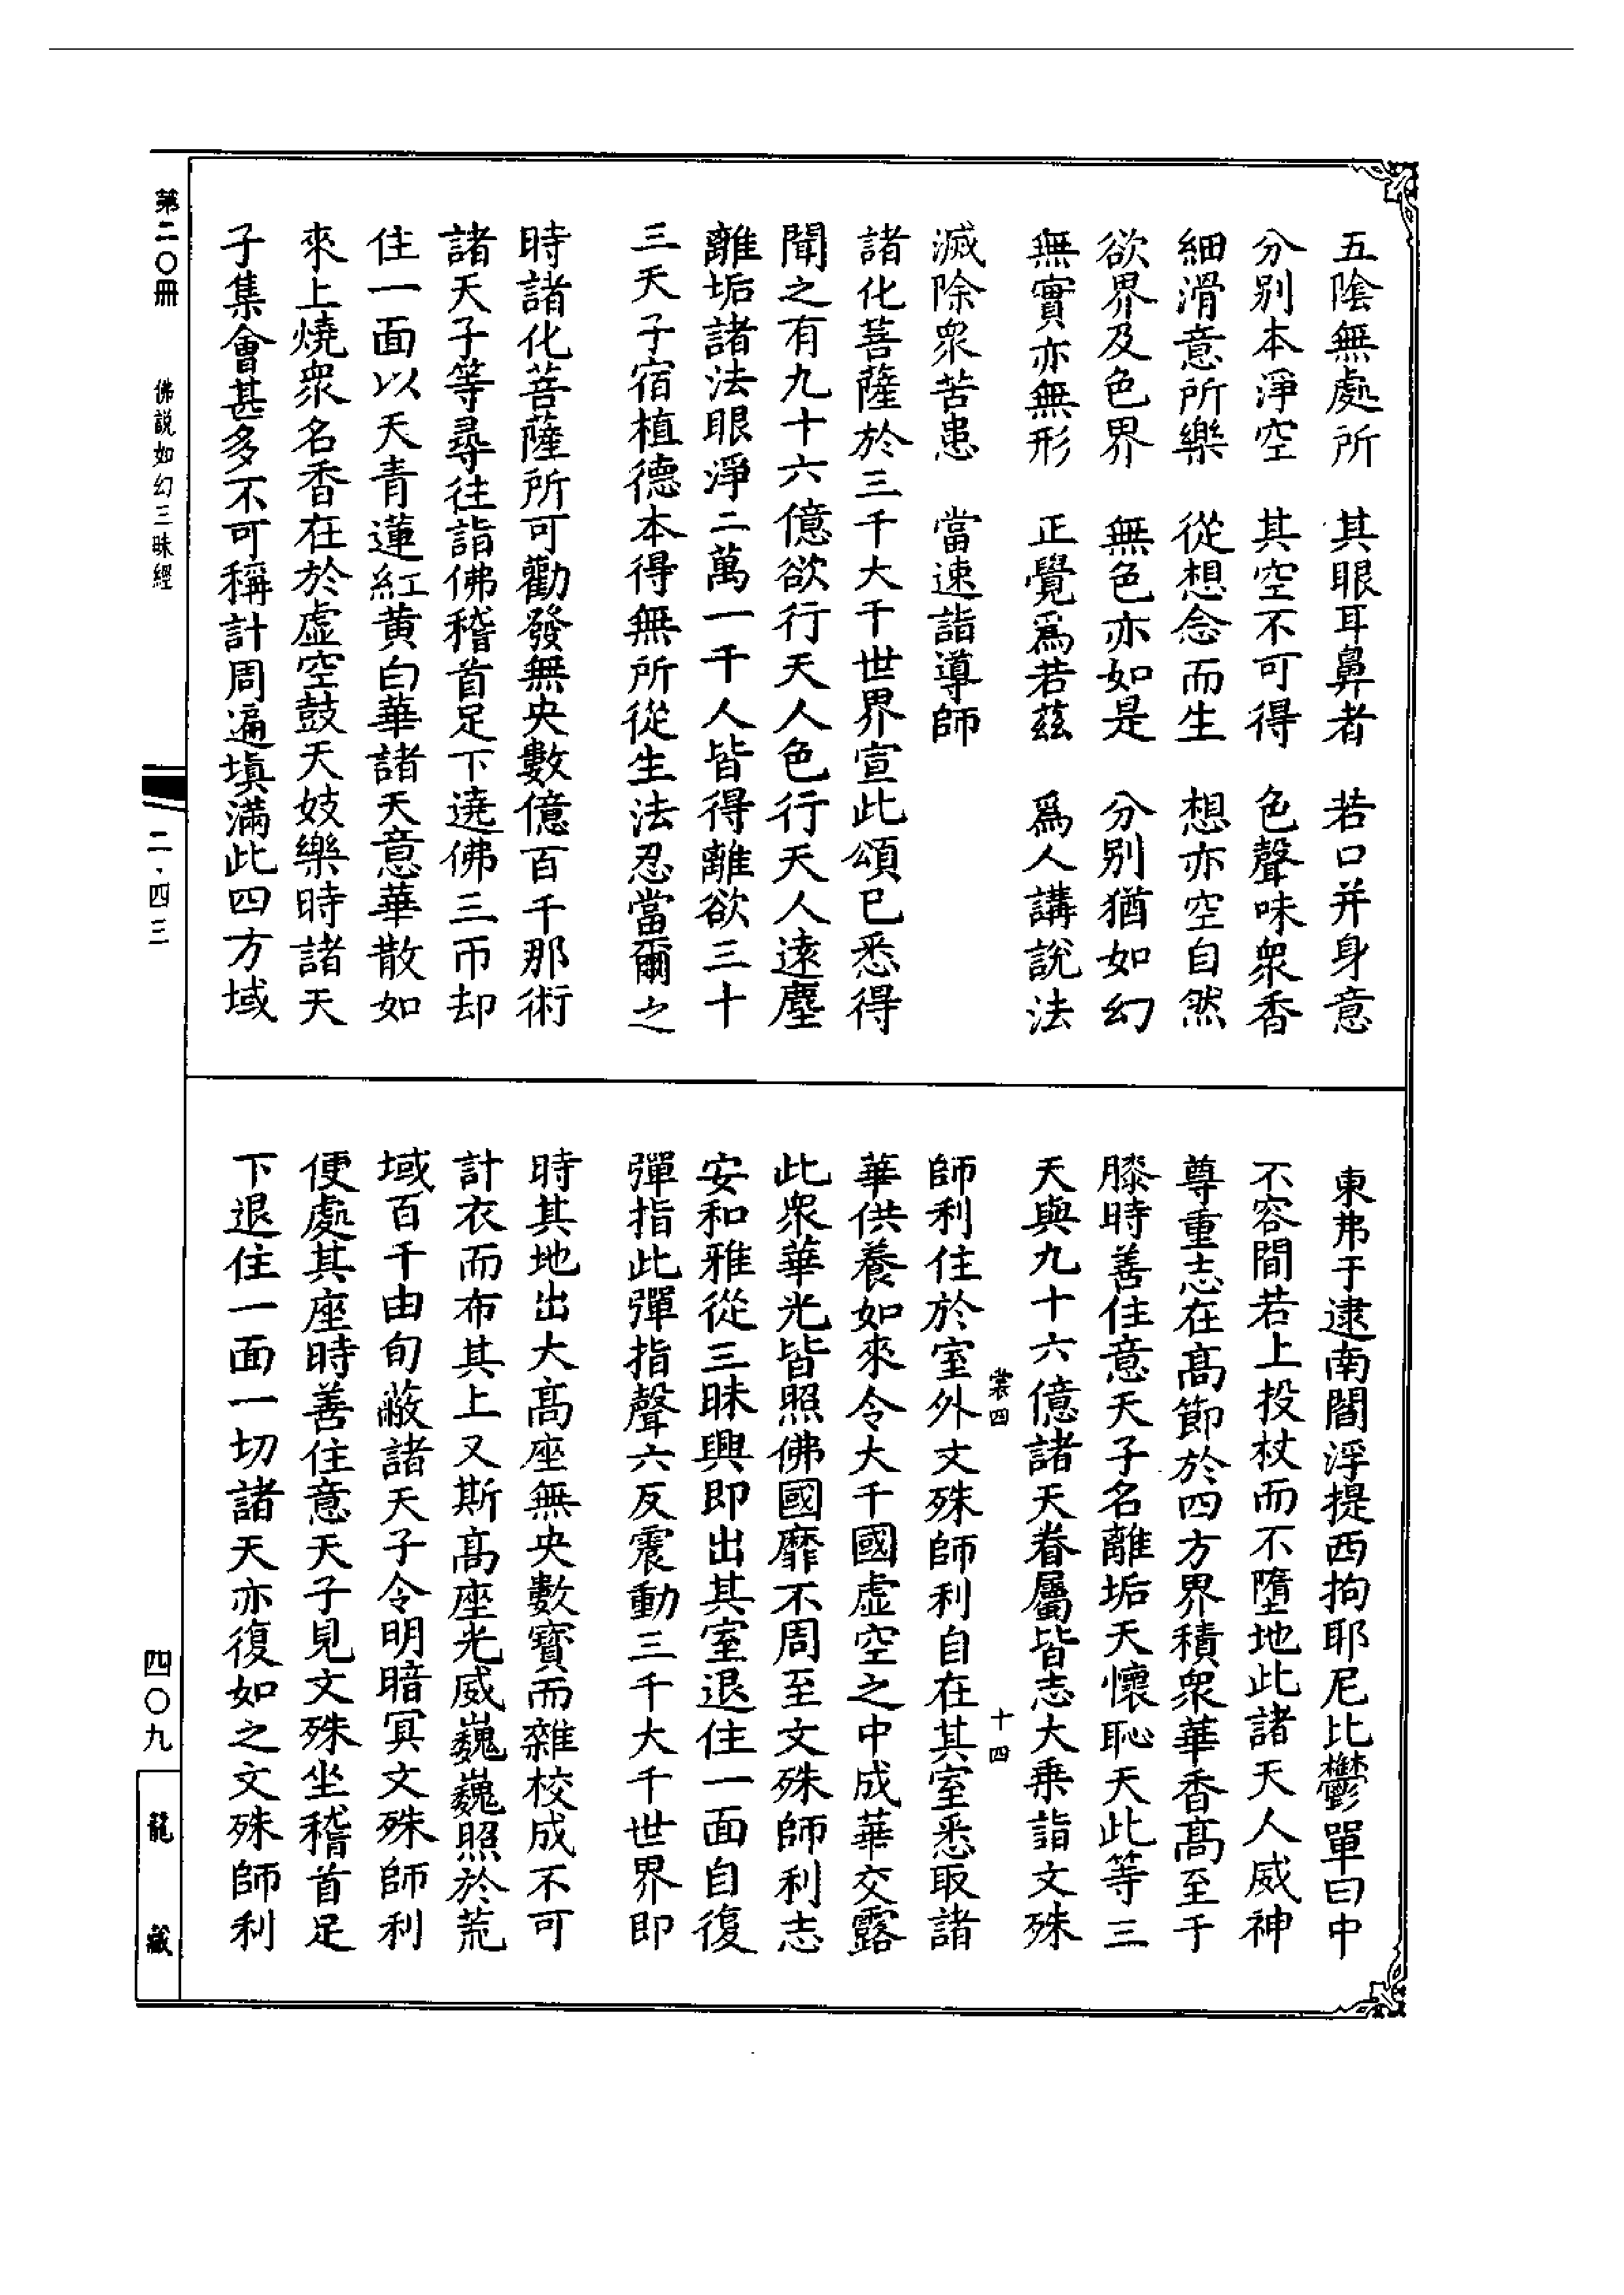 五陰無處所　其眼耳鼻者　若口并身意
分别本淨空　其空不可得　色聲味衆香
細滑意所樂　從想念而生　想亦空自然
欲界及色界　無色亦如是　分别猶如幻
無實亦無形　正覺爲若兹　爲人講説法
滅除衆苦患　當速詣導師
諸化菩薩於三千大千世界宣此頌已悉得
聞之有九十六億欲行天人色行天人遠塵
離垢諸法眼淨二萬一千人皆得離欲三十
三天子宿植德本得無所從生法忍當爾之
時諸化菩薩所可勸發無央數億百千那術
諸天子等尋往詣佛稽首足下遶佛三帀却
住一面以天青蓮紅黄白華諸天意華散如
來上燒衆名香在於虚空鼓天妓樂時諸天
子集會甚多不可稱計周遍塡滿此四方域
東弗于逮南閻浮提西拘耶尼比鬱單曰中
不容間若上投杖而不墮地此諸天人威神
尊重志在髙節於四方界積衆華香髙至于
膝時善住意天子名離垢天懷恥天此等三
天與九十六億諸天眷屬皆志大乗詣文殊
裳四　十四
師利住於室外文殊師利自在其室悉取諸
華供養如來令大千國虚空之中成華交露
此衆華光皆照佛國靡不周至文殊師利志
安和雅從三昧興即出其室退住一面自復
彈指此彈指聲六反震動三千大千世界即
時其地出大髙座無央數寳而雜校成不可
計衣而布其上又斯髙座光威巍巍照於荒
域百千由旬蔽諸天子令明暗冥文殊師利
便處其座時善住意天子見文殊坐稽首足
下退住一面一切諸天亦復如之文殊師利
第二〇冊　佛説如幻三昧經　二·四三　四〇九　龍藏